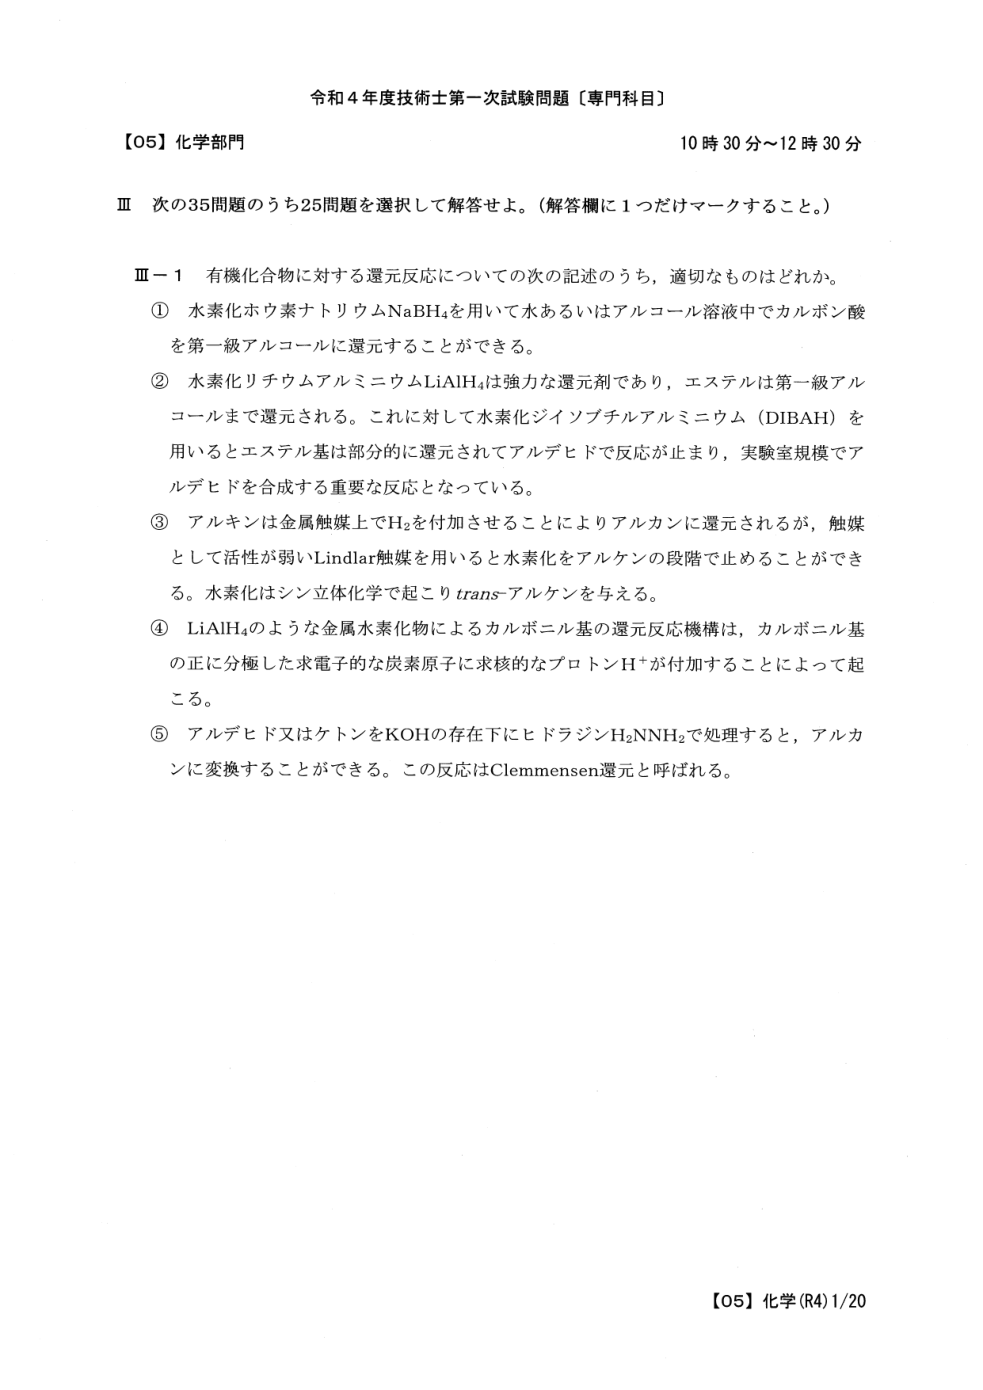 令和４年度技術士第一次試験問題〔専門科目〕
【05】化学部門 10時30分～12時30分
Ⅲ 次の35問題のうち25問題を選択して解答せよ。（解答欄に１つだけマークすること。）
Ⅲ－１ 有機化合物に対する還元反応についての次の記述のうち，適切なものはどれか。
① 水素化ホウ素ナトリウムNaBH₄を用いて水あるいはアルコール溶液中でカルボン酸
を第一級アルコールに還元することができる。
② 水素化リチウムアルミニウムLiAlH₄は強力な還元剤であり，エステルは第一級アル
コールまで還元される。これに対して水素化ジイソブチルアルミニウム（DIBAH）を
用いるとエステル基は部分的に還元されてアルデヒドで反応が止まり，実験室規模でア
ルデヒドを合成する重要な反応となっている。
③ アルキンは金属触媒上でH₂を付加させることによりアルカンに還元されるが，触媒
として活性が弱いLindlar触媒を用いると水素化をアルケンの段階で止めることができ
る。水素化はシン立体化学で起こりtrans-アルケンを与える。
④ LiAlH₄のような金属水素化物によるカルボニル基の還元反応機構は，カルボニル基
の正に分極した求電子的な炭素原子に求核的なプロトンH⁺が付加することによって起
こる。
⑤ アルデヒド又はケトンをKOHの存在下にヒドラジンH₂NNH₂で処理すると，アルカ
ンに変換することができる。この反応はClemmensen還元と呼ばれる。
【05】化学(R4)1/20